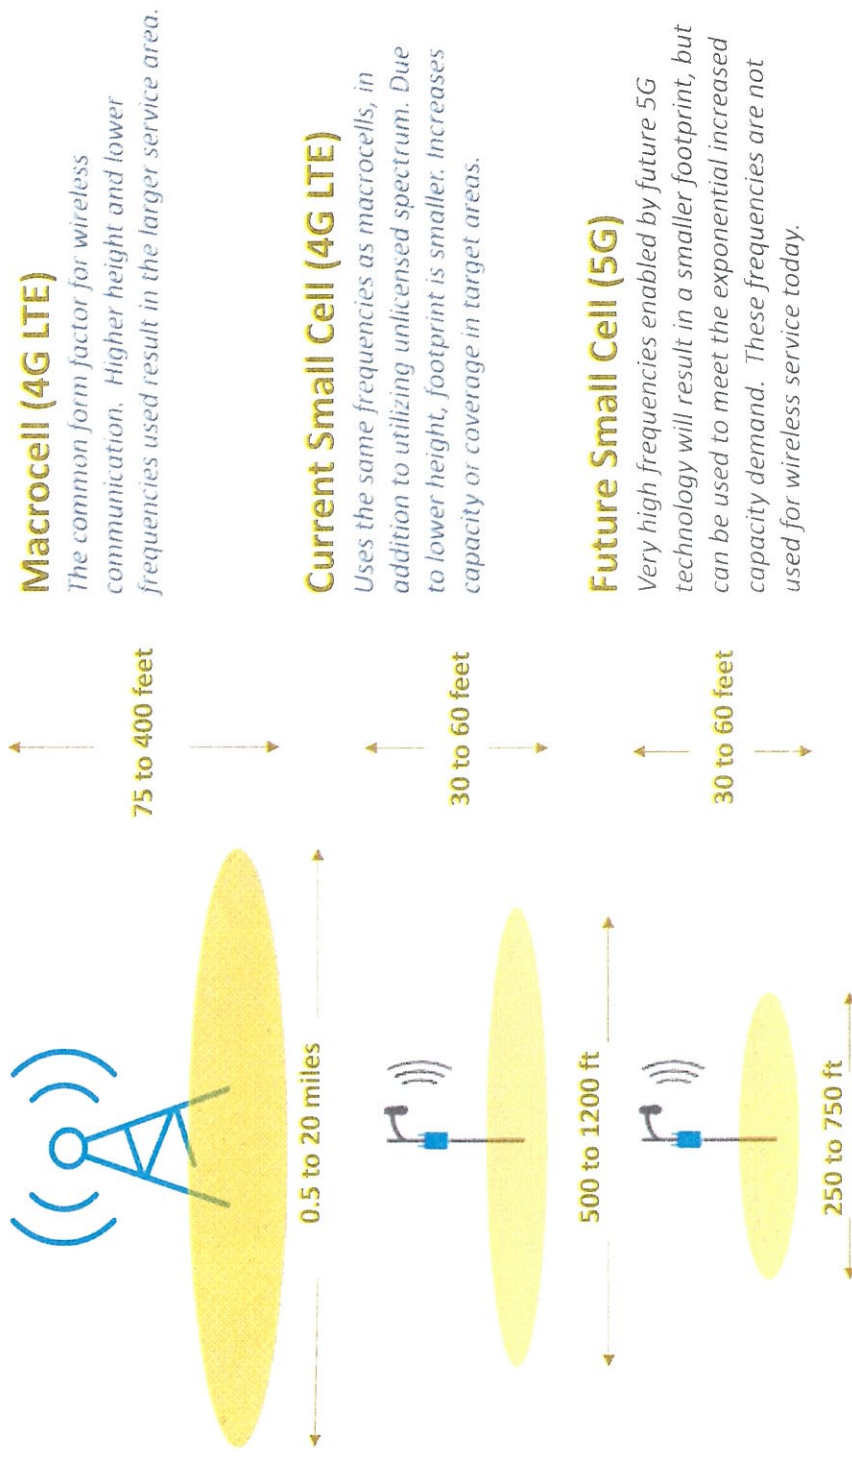 0.5 to 20 miles
75 to 400 feet
Macrocell (4G LTE)
The common form factor for wireless
communication.  Higher height and lower
frequencies used result in the larger service area.
500 to 1200 ft
30 to 60 feet
Current Small Cell (4G LTE)
Uses the same frequencies as macrocells, in
addition to utilizing unlicensed spectrum. Due
to lower height, footprint is smaller. Increases
capacity or coverage in target areas.
250 to 750 ft
30 to 60 feet
Future Small Cell (5G)
Very high frequencies enabled by future 5G
technology will result in a smaller footprint, but
can be used to meet the exponential increased
capacity demand.  These frequencies are not
used for wireless service today.